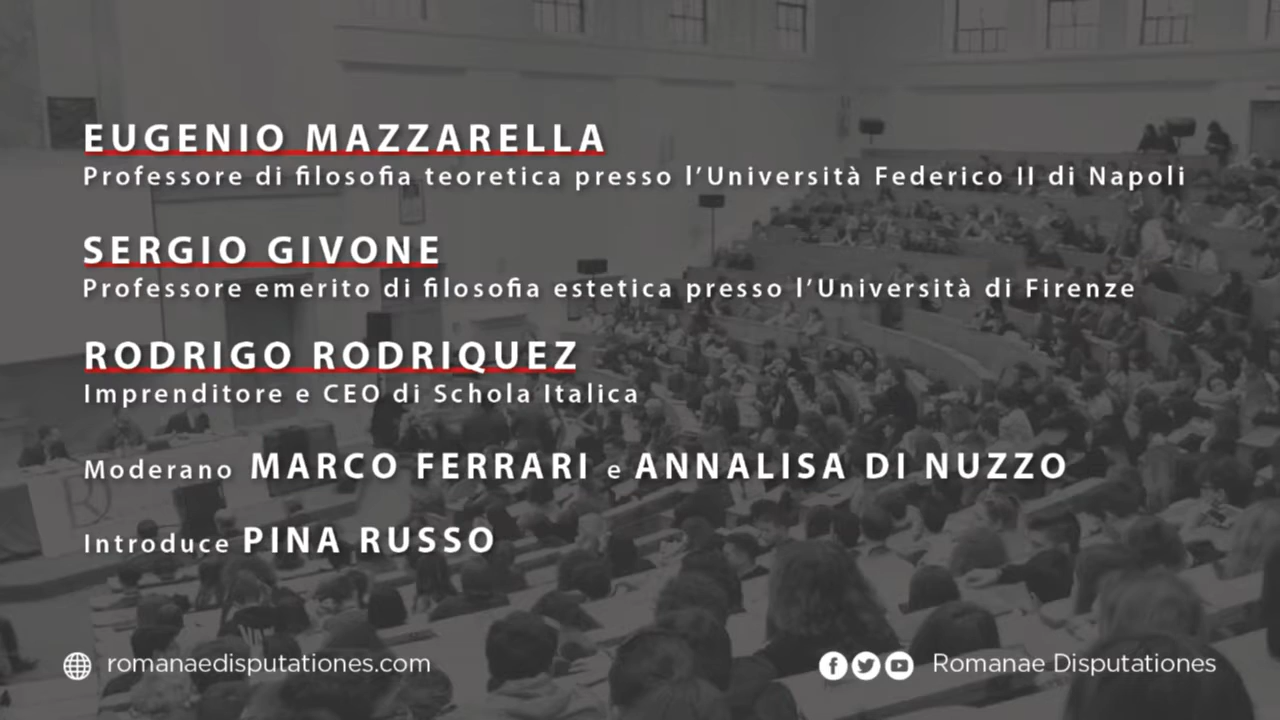 EUGENIO MAZZARELLA
Professore di filosofia teoretica presso l'Università Federico II di Napoli
SERGIO GIVONE
Professore emerito di filosofia estetica presso l'Università di Firenze
RODRIGO RODRIQUEZ
Imprenditore e CEO di Schola Italica
Moderano MARCO FERRARI e ANNALISA DI NUZZO
Introduce PINA RUSSO
romanaedisputationes.com
Romanae Disputationes